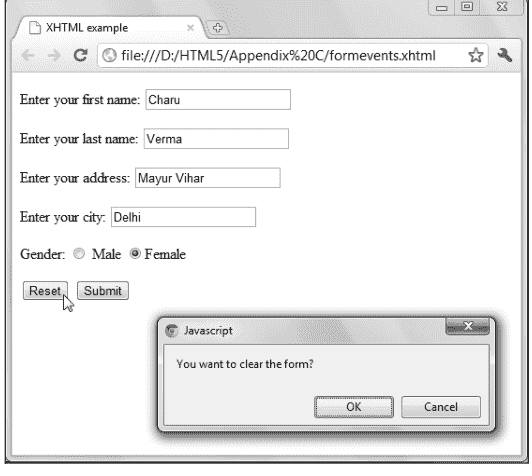 XHTML example
file:///D:/HTML5/Appendix%20C/formevents.xhtml
Enter your first name: Charu
Enter your last name: Verma
Enter your address: Mayur Vihar
Enter your city: Delhi
Gender: Male Female
Reset Submit
Javascript
You want to clear the form?
OK Cancel